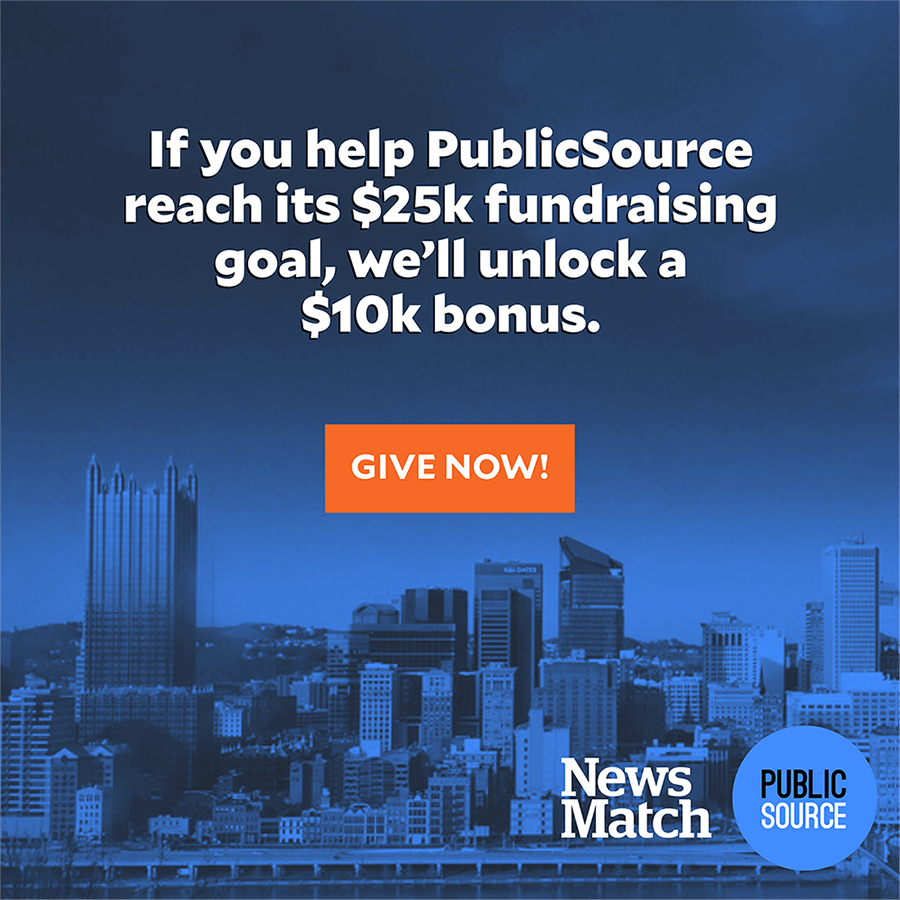 If you help PublicSource
reach its $25k fundraising
goal, we’ll unlock a
$10k bonus.
GIVE NOW!
K&L GATES
News
Match
PUBLIC
SOURCE